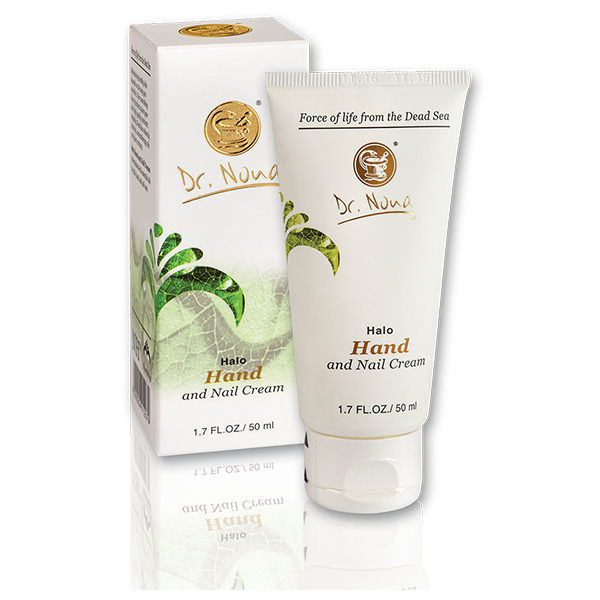 ®
Dr. Nona
Halo
Hand
and Nail Cream
1.7 FL.OZ./ 50 ml
Force of life from the Dead Sea
®
Dr. Nona
Halo
Hand
and Nail Cream
1.7 FL.OZ./ 50 ml